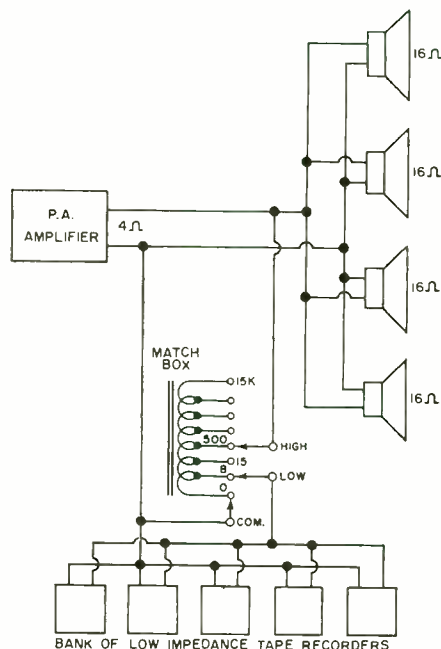 16Ω
16Ω
P.A.
AMPLIFIER
4Ω
16Ω
MATCH
BOX
15K
16Ω
500
HIGH
15
8
LOW
0
COM.
BANK OF LOW IMPEDANCE TAPE RECORDERS